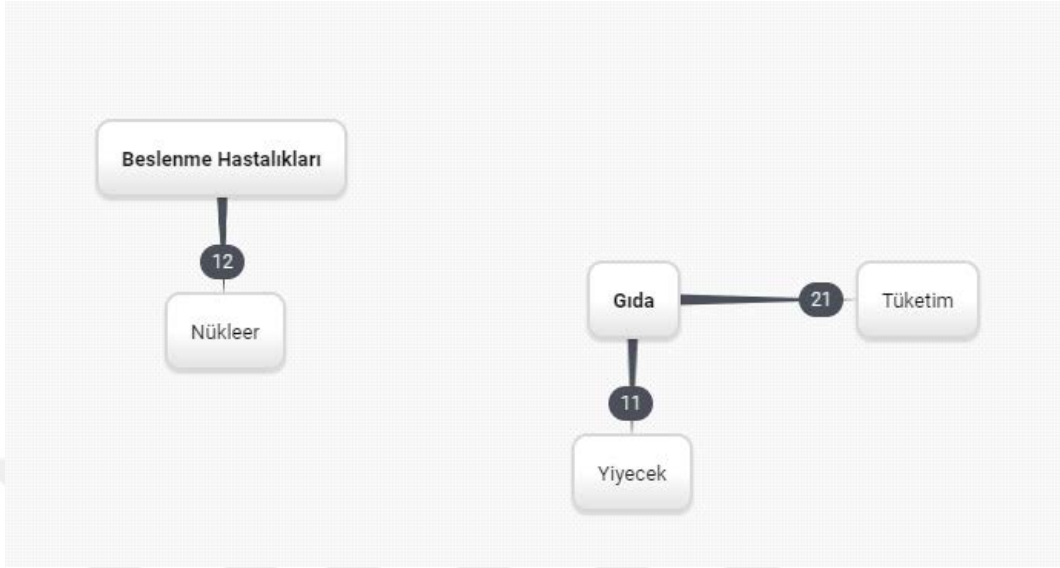 Beslenme Hastalıkları
12
Nükleer
Gıda
21
Tüketim
11
Yiyecek